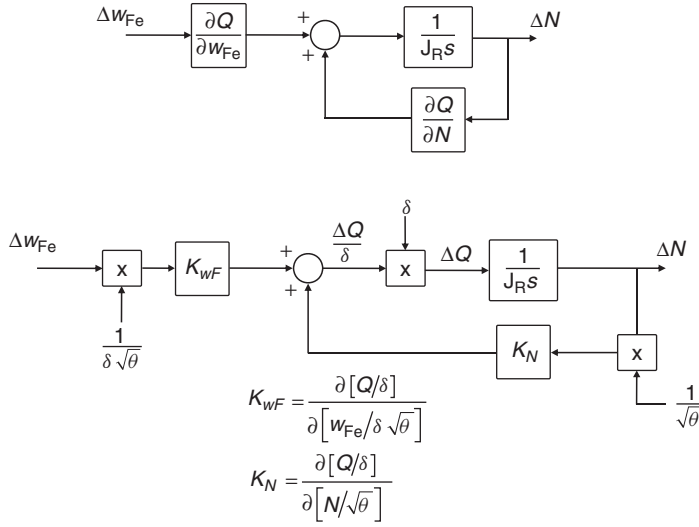 Δw_Fe
∂Q/∂w_Fe
+
+
1/J_R s
ΔN
∂Q/∂N
Δw_Fe
x
K_wF
+
+
ΔQ/δ
δ
x
ΔQ
1/J_R s
ΔN
1/δ√θ
K_N
x
1/√θ
K_wF = ∂[Q/δ]/∂[w_Fe/δ√θ]
K_N = ∂[Q/δ]/∂[N/√θ]